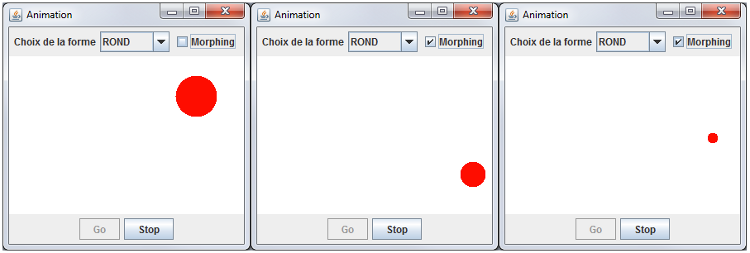 Animation
Choix de la forme ROND Morphing
Go Stop
Animation
Choix de la forme ROND Morphing
Go Stop
Animation
Choix de la forme ROND Morphing
Go Stop